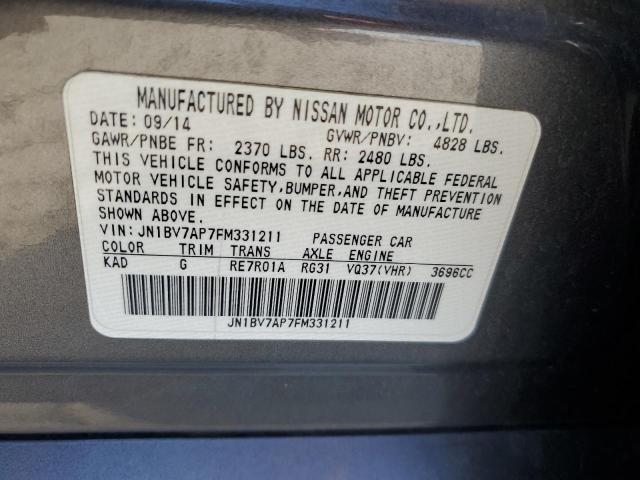 MANUFACTURED BY NISSAN MOTOR CO.,LTD.
DATE: 09/14 GVWR/PNBV: 4828 LBS.
GAWR/PNBE FR: 2370 LBS. RR: 2480 LBS.
THIS VEHICLE CONFORMS TO ALL APPLICABLE FEDERAL
MOTOR VEHICLE SAFETY,BUMPER,AND THEFT PREVENTION
STANDARDS IN EFFECT ON THE DATE OF MANUFACTURE
SHOWN ABOVE.
VIN: JN1BV7AP7FM331211 PASSENGER CAR
COLOR TRIM TRANS AXLE ENGINE
KAD G RE7R01A RG31 VQ37(VHR) 3696CC
JN1BV7AP7FM331211